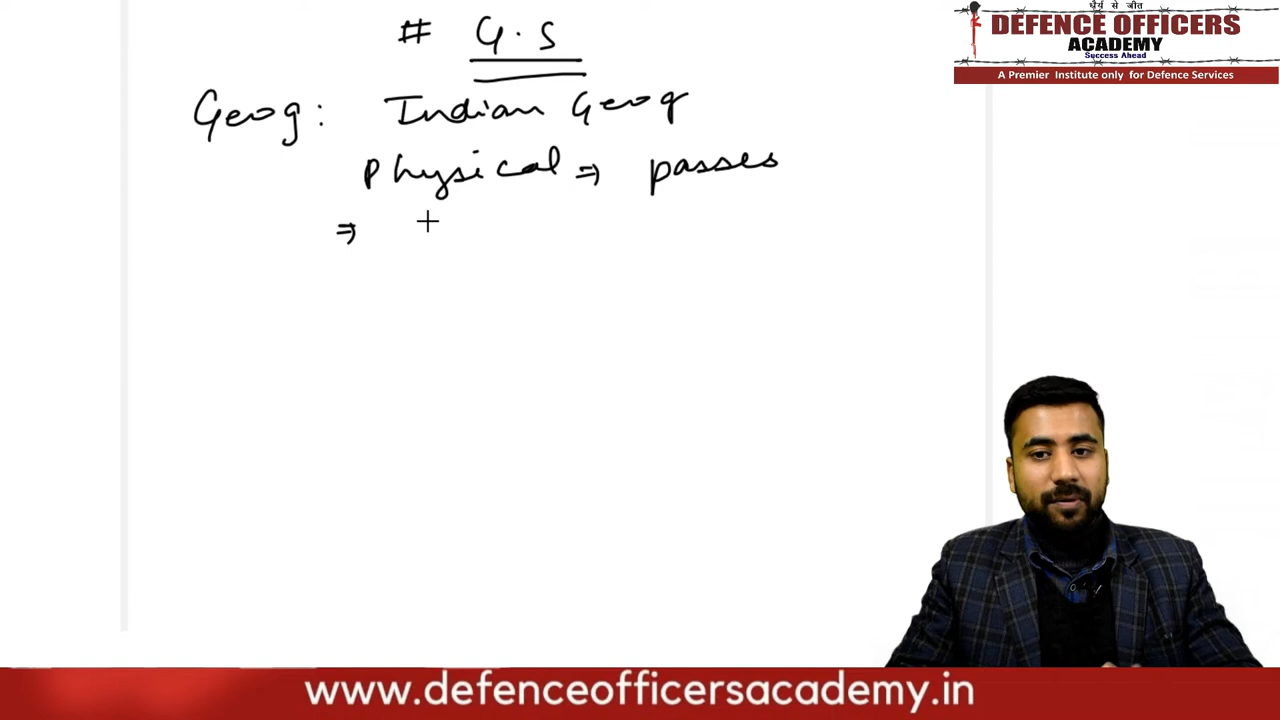 # G.S
Geog: Indian Geog
Physical ⇒ passes
⇒
धैर्य से जीत
DEFENCE OFFICERS
ACADEMY
Success Ahead
A Premier Institute only for Defence Services
www.defenceofficersacademy.in